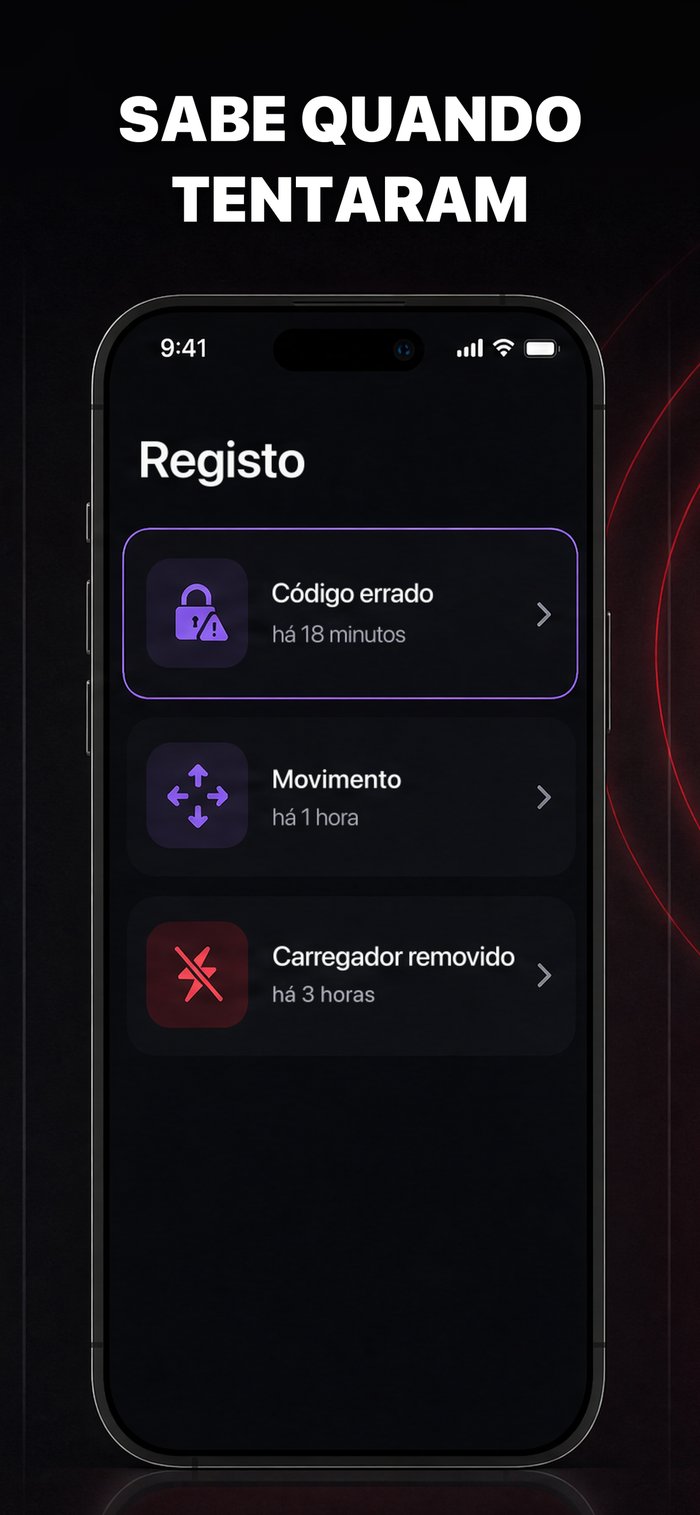 SABE QUANDO
TENTARAM
9:41
Registo
Código errado
há 18 minutos
Movimento
há 1 hora
Carregador removido
há 3 horas